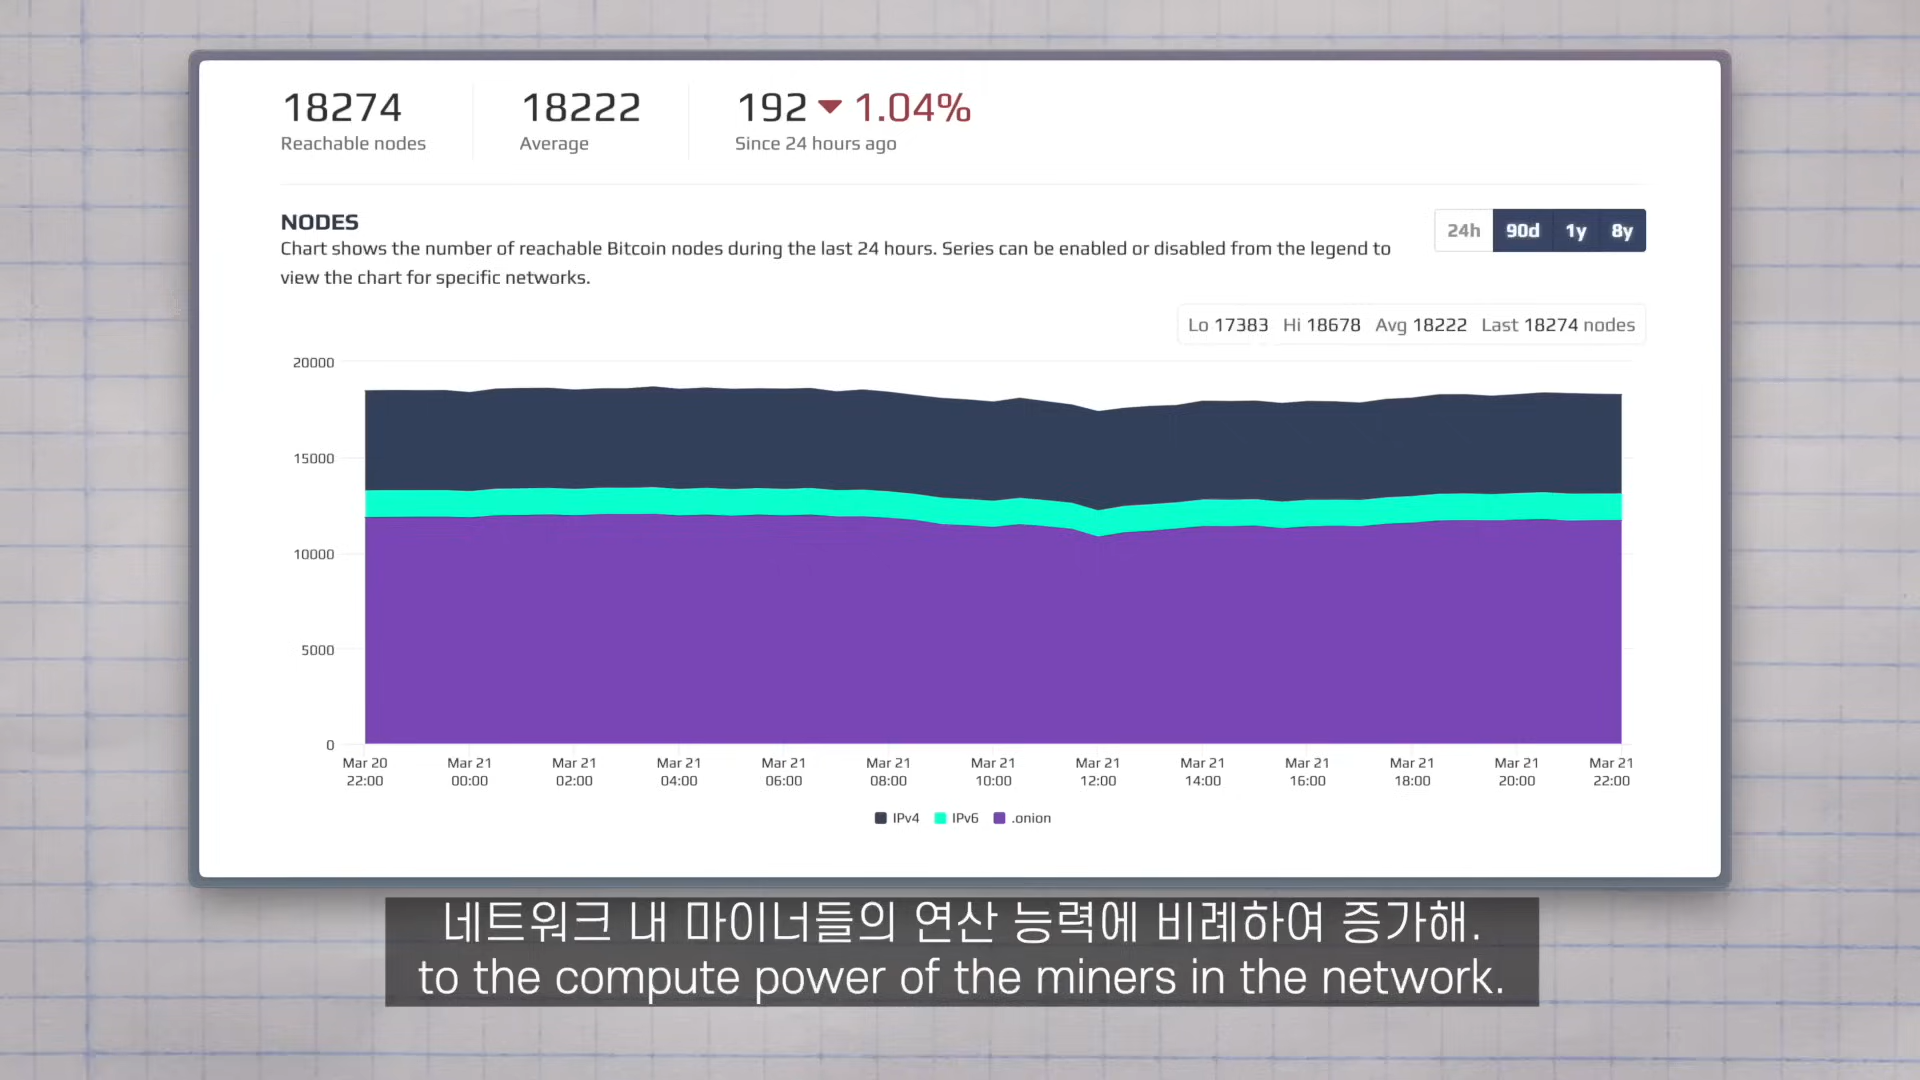 18274
Reachable nodes
18222
Average
192 ▼ 1.04%
Since 24 hours ago
NODES
Chart shows the number of reachable Bitcoin nodes during the last 24 hours. Series can be enabled or disabled from the legend to
view the chart for specific networks.
24h 90d 1y 8y
Lo 17383 Hi 18678 Avg 18222 Last 18274 nodes
20000
15000
10000
5000
0
Mar 20 22:00
Mar 21 00:00
Mar 21 02:00
Mar 21 04:00
Mar 21 06:00
Mar 21 08:00
Mar 21 10:00
Mar 21 12:00
Mar 21 14:00
Mar 21 16:00
Mar 21 18:00
Mar 21 20:00
Mar 21 22:00
IPv4 IPv6 .onion
네트워크 내 마이너들의 연산 능력에 비례하여 증가해.
to the compute power of the miners in the network.